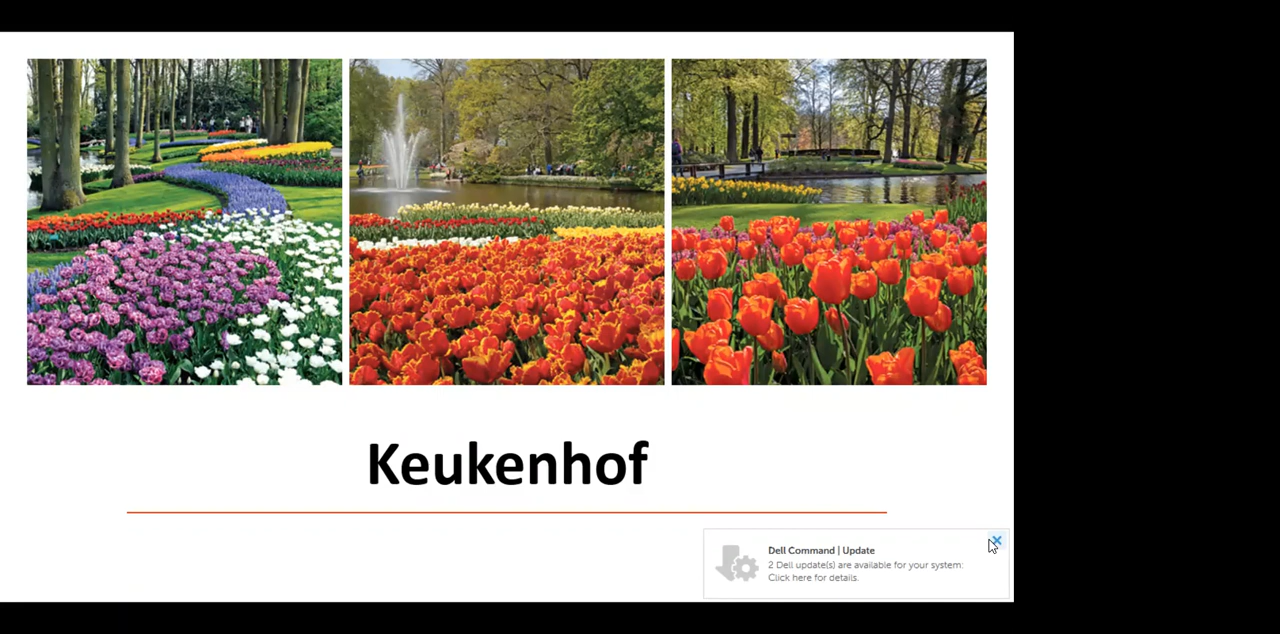 Keukenhof
Dell Command | Update
2 Dell update(s) are available for your system:
Click here for details.